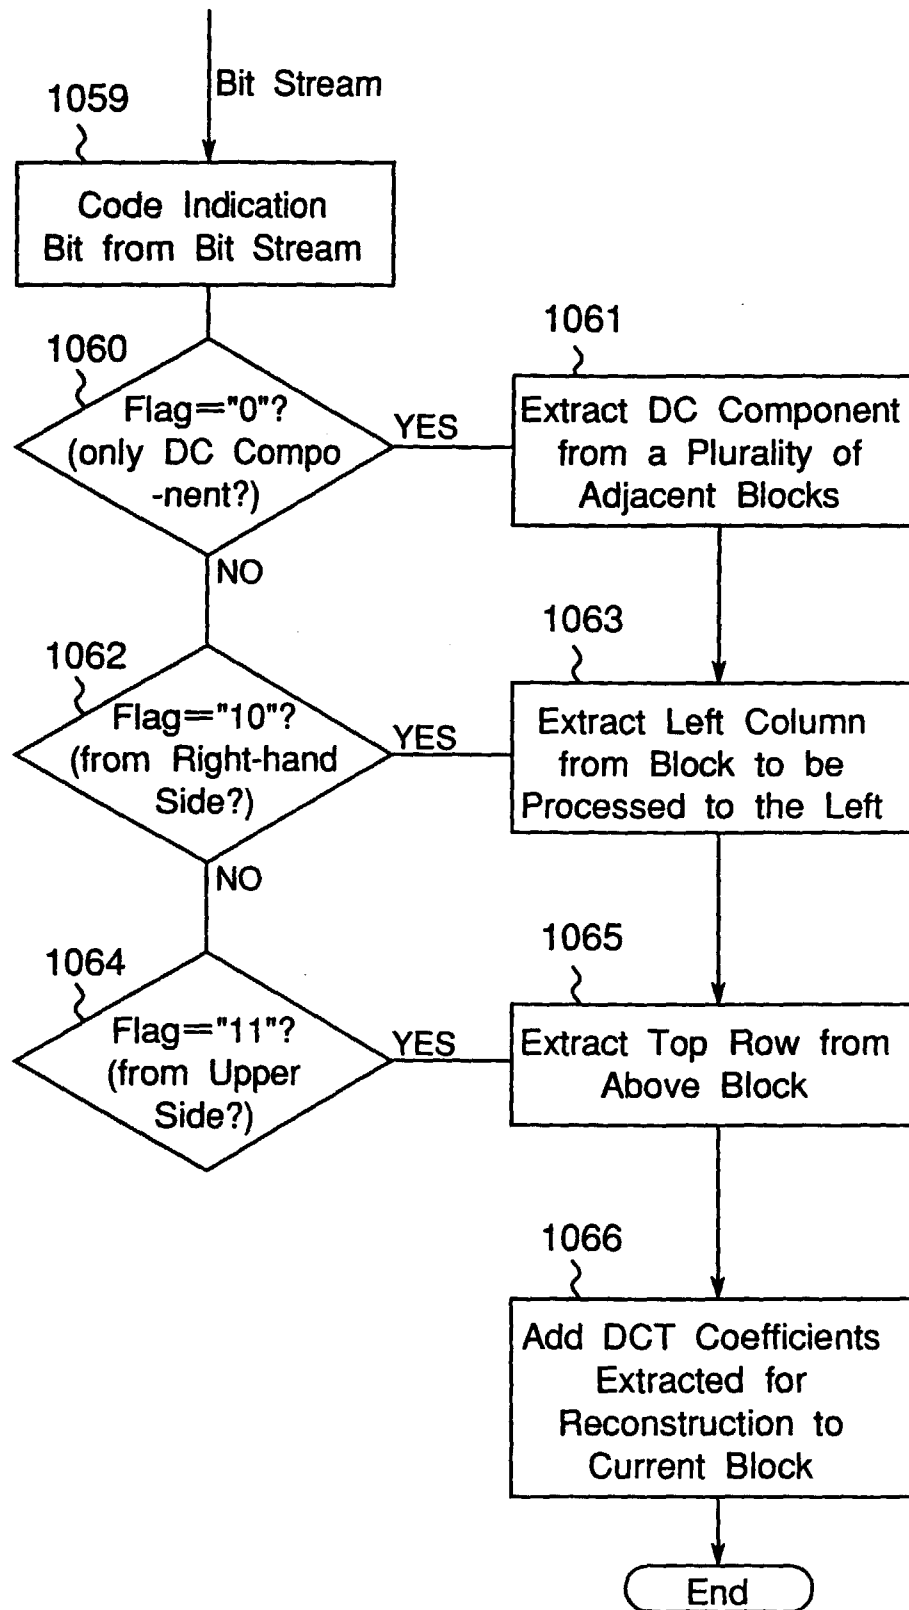 Bit Stream
1059
Code Indication
Bit from Bit Stream
1060
Flag="0"?
(only DC Compo
-nent?)
YES
1061
Extract DC Component
from a Plurality of
Adjacent Blocks
NO
1062
Flag="10"?
(from Right-hand
Side?)
YES
1063
Extract Left Column
from Block to be
Processed to the Left
NO
1064
Flag="11"?
(from Upper
Side?)
YES
1065
Extract Top Row from
Above Block
1066
Add DCT Coefficients
Extracted for
Reconstruction to
Current Block
End